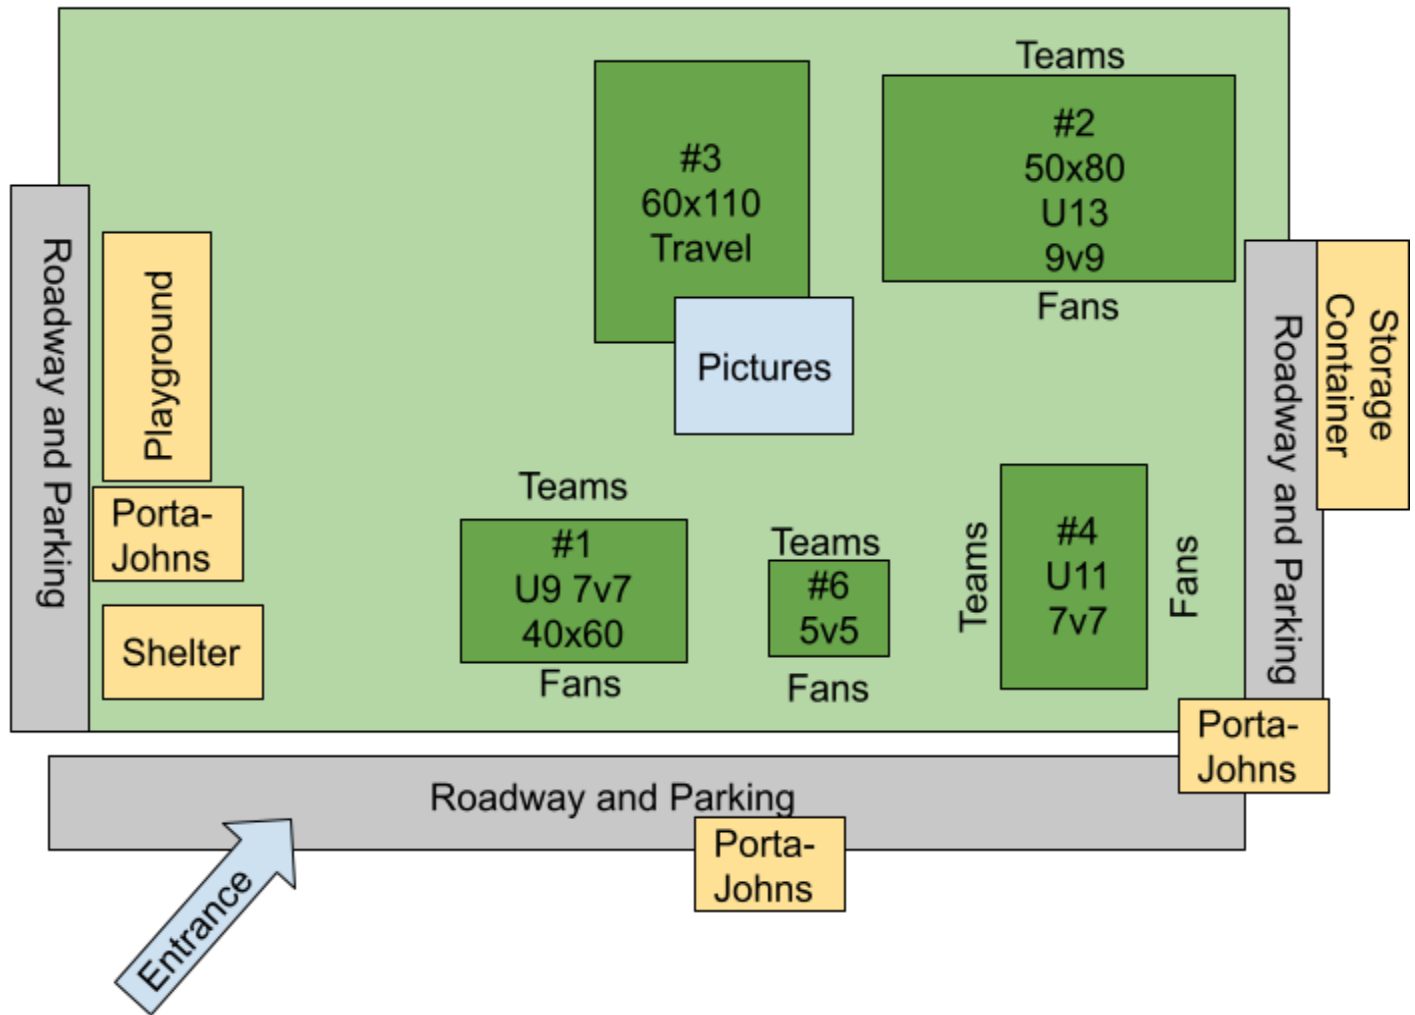 Teams
#2
50x80
U13
9v9
Fans
#3
60x110
Travel
Pictures
Roadway and Parking
Playground
Porta-
Johns
Shelter
Teams
#1
U9 7v7
40x60
Fans
Teams
#6
5v5
Fans
Teams
#4
U11
7v7
Fans
Roadway and Parking
Storage
Container
Porta-
Johns
Roadway and Parking
Porta-
Johns
Entrance